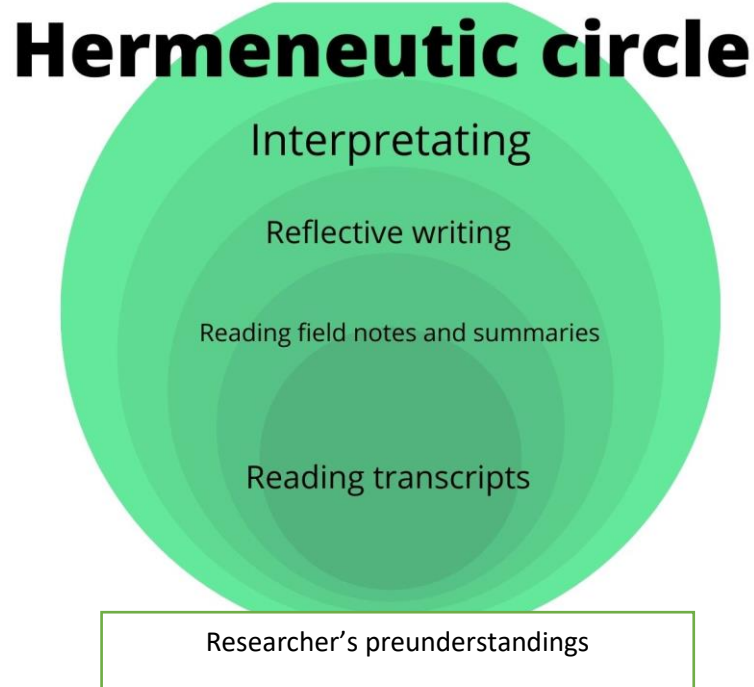 Hermeneutic circle
Interpretating
Reflective writing
Reading field notes and summaries
Reading transcripts
Researcher’s preunderstandings